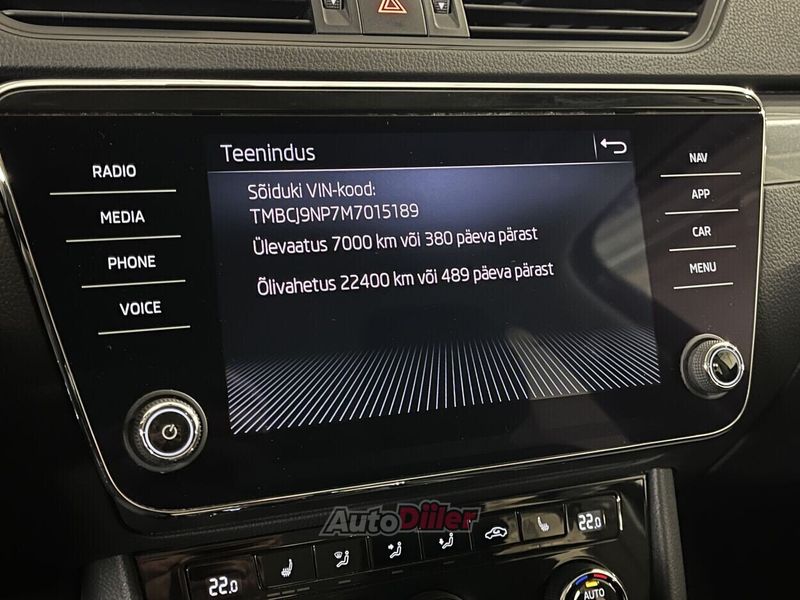 Teenindus
RADIO
MEDIA
PHONE
VOICE
Sõiduki VIN-kood:
TMBCJ9NP7M7015189
Ülevaatus 7000 km või 380 päeva pärast
Õlivahetus 22400 km või 489 päeva pärast
NAV
APP
CAR
MENU
AutoDiiler
22.0
22.0
AUTO